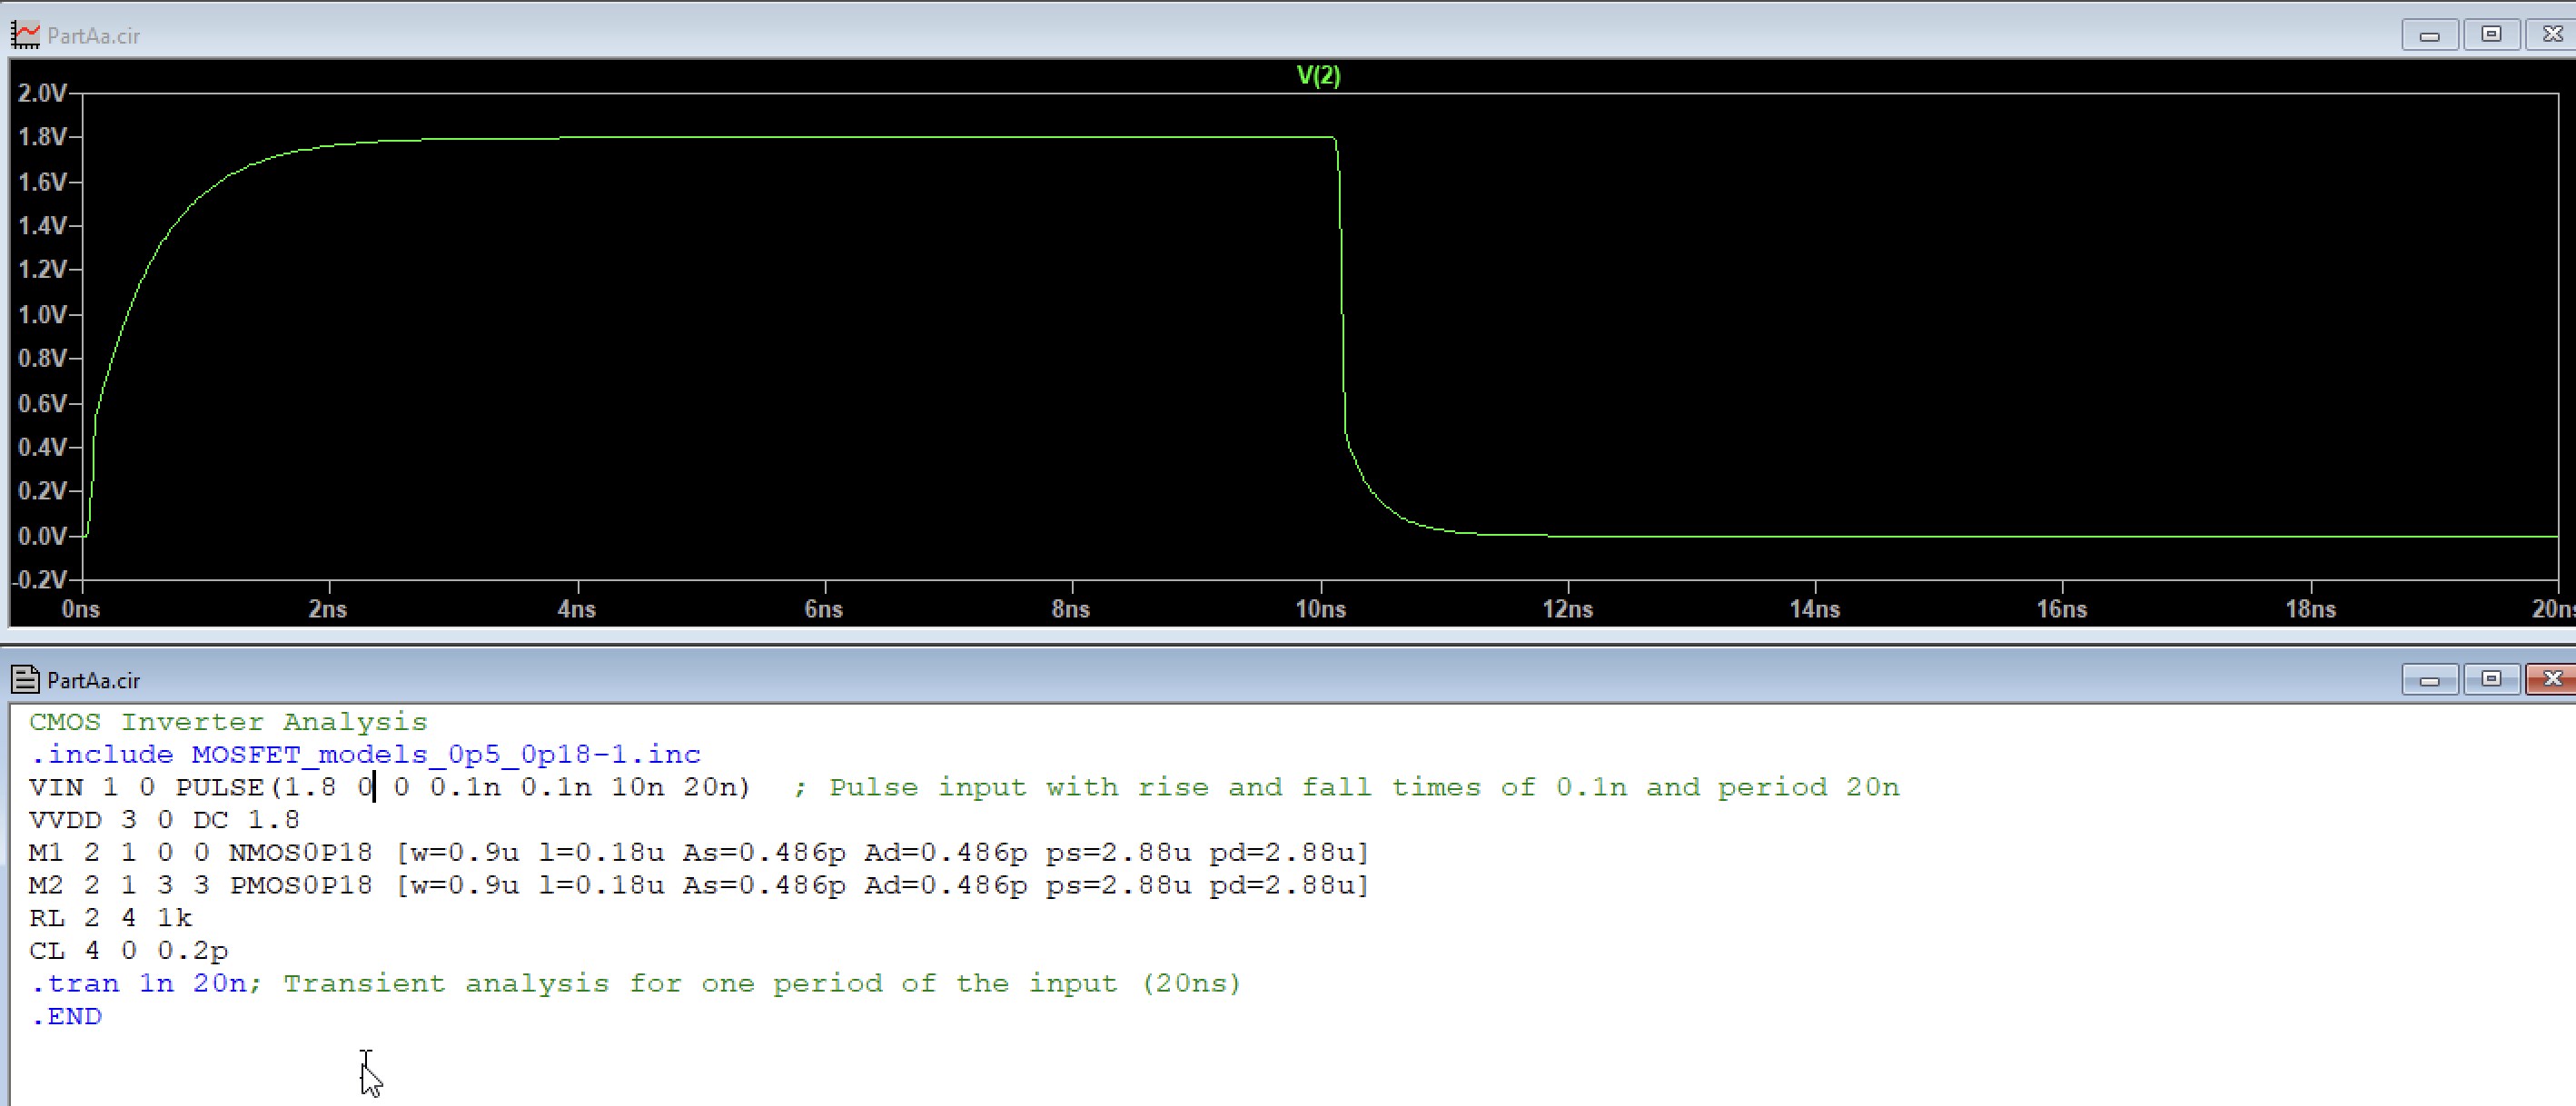 PartAa.cir
V(2)
2.0V
1.8V
1.6V
1.4V
1.2V
1.0V
0.8V
0.6V
0.4V
0.2V
0.0V
-0.2V
0ns 2ns 4ns 6ns 8ns 10ns 12ns 14ns 16ns 18ns 20ns
PartAa.cir
CMOS Inverter Analysis
.include MOSFET_models_0p5_0p18-1.inc
VIN 1 0 PULSE(1.8 0 0 0.1n 0.1n 10n 20n) ; Pulse input with rise and fall times of 0.1n and period 20n
VVDD 3 0 DC 1.8
M1 2 1 0 0 NMOS0P18 [w=0.9u l=0.18u As=0.486p Ad=0.486p ps=2.88u pd=2.88u]
M2 2 1 3 3 PMOS0P18 [w=0.9u l=0.18u As=0.486p Ad=0.486p ps=2.88u pd=2.88u]
RL 2 4 1k
CL 4 0 0.2p
.tran 1n 20n; Transient analysis for one period of the input (20ns)
.END